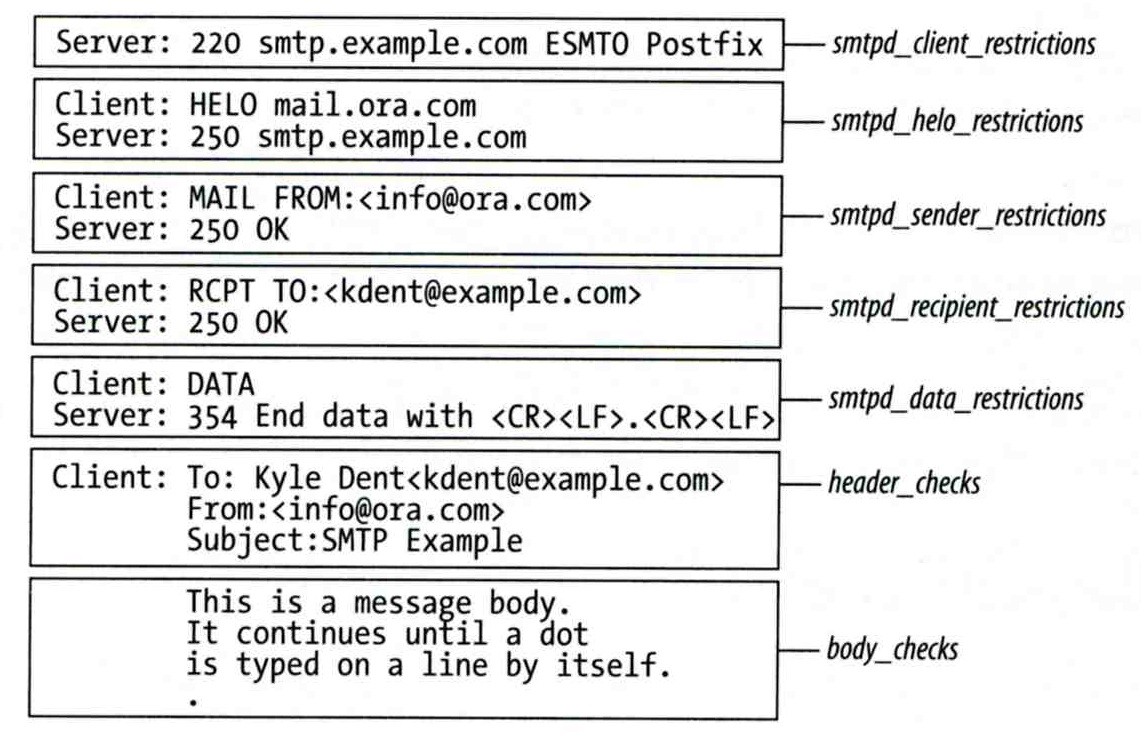 Server: 220 smtp.example.com ESMTO Postfix
smtpd_client_restrictions
Client: HELO mail.ora.com
Server: 250 smtp.example.com
smtpd_helo_restrictions
Client: MAIL FROM:<info@ora.com>
Server: 250 OK
smtpd_sender_restrictions
Client: RCPT TO:<kdent@example.com>
Server: 250 OK
smtpd_recipient_restrictions
Client: DATA
Server: 354 End data with <CR><LF>.<CR><LF>
smtpd_data_restrictions
Client: To: Kyle Dent<kdent@example.com>
From:<info@ora.com>
Subject:SMTP Example
header_checks
This is a message body.
It continues until a dot
is typed on a line by itself.
.
body_checks